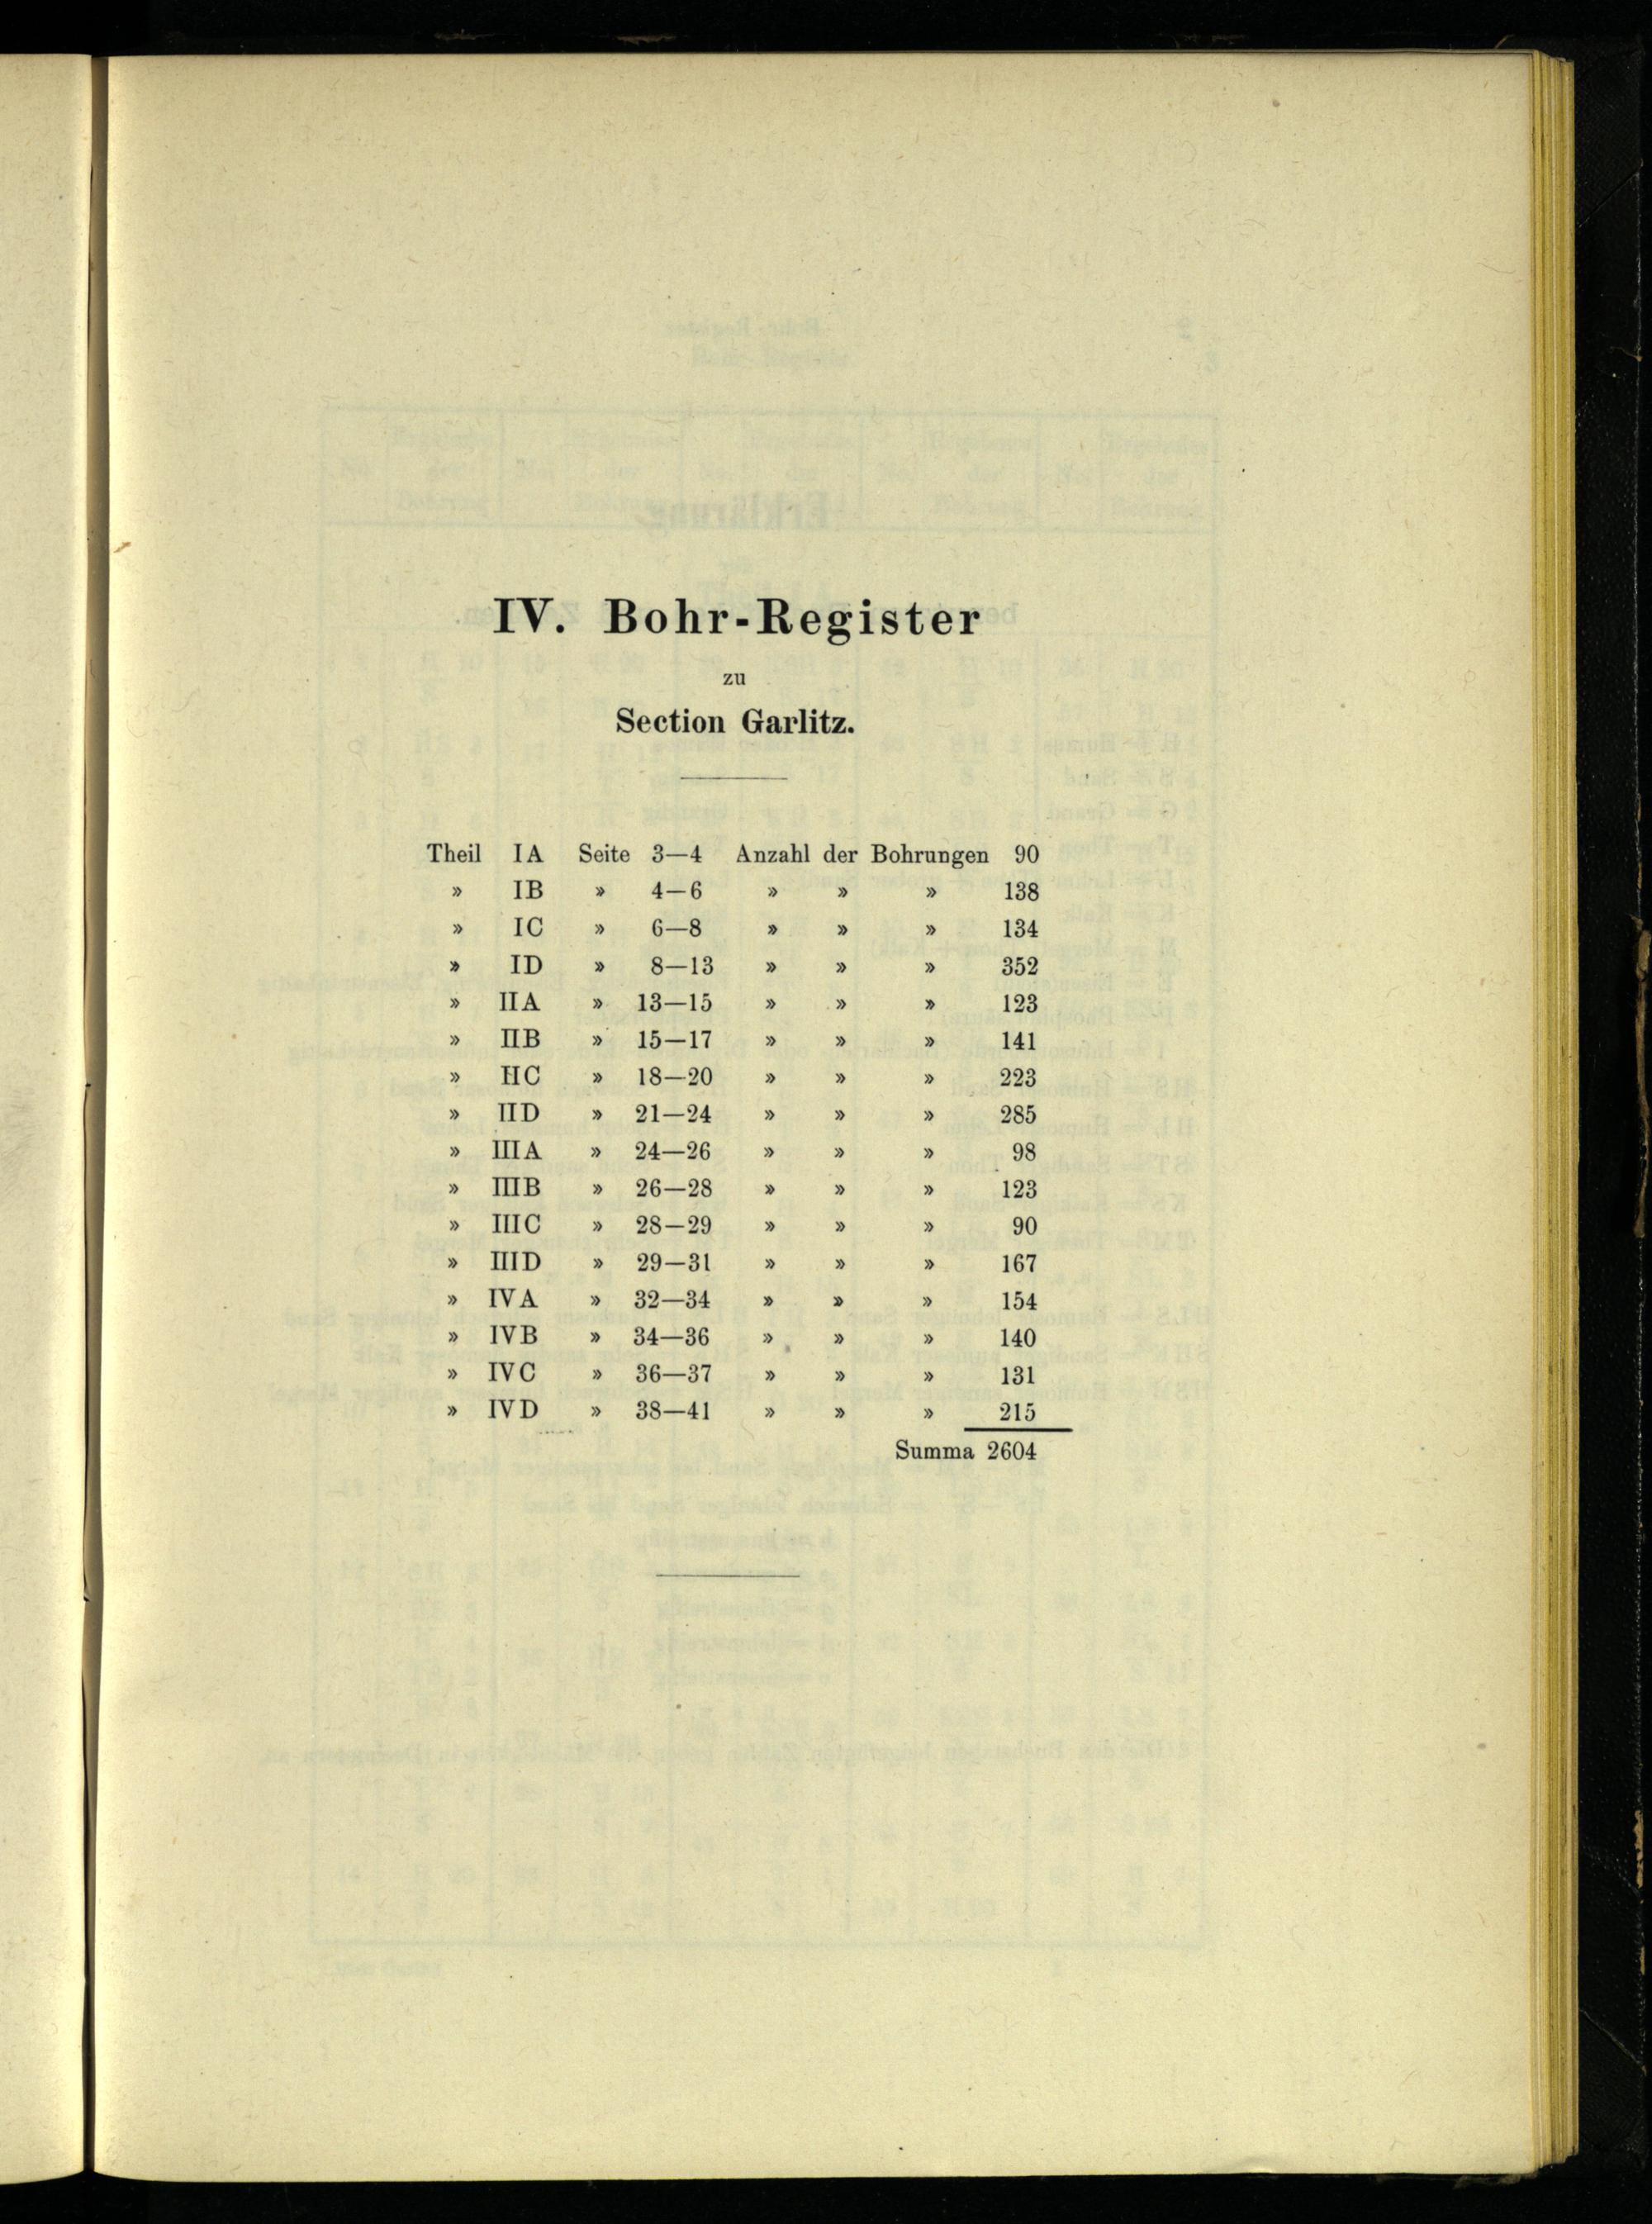 IV. Bohr-Register
zu
Section Garlitz.
Theil IA Seite 3—4 Anzahl der Bohrungen 90
» IB » 4—6 » » » 138
» IC » 6—8 » » » 134
» ID » 8—13 » » » 352
» IIA » 13—15 » » » 123
» IIB » 15—17 » » » 141
» IIC » 18—20 » » » 223
» IID » 21—24 » » » 285
» IIIA » 24—26 » » » 98
» IIIB » 26—28 » » » 123
» IIIC » 28—29 » » » 90
» IIID » 29—31 » » » 167
» IVA » 32—34 » » » 154
» IVB » 34—36 » » » 140
» IVC » 36—37 » » » 131
» IVD » 38—41 » » » 215
Summa 2604